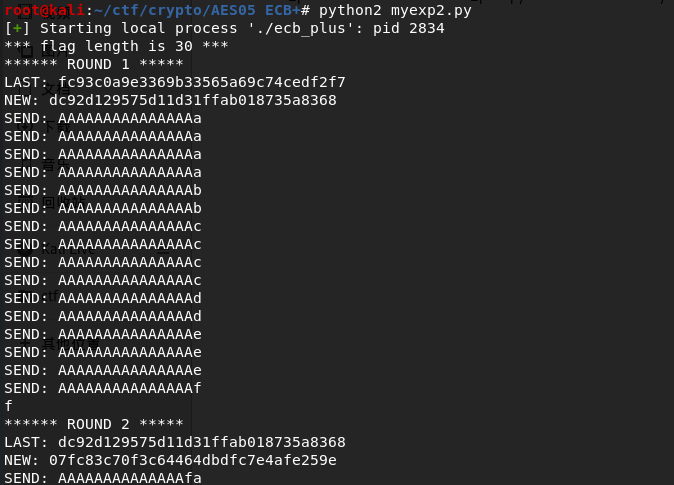 root@kali:~/ctf/crypto/AES05 ECB+# python2 myexp2.py
[+] Starting local process './ecb_plus': pid 2834
*** flag length is 30 ***
****** ROUND 1 *****
LAST: fc93c0a9e3369b33565a69c74cedf2f7
NEW: dc92d129575d11d31ffab018735a8368
SEND: AAAAAAAAAAAAAAAa
SEND: AAAAAAAAAAAAAAAa
SEND: AAAAAAAAAAAAAAAa
SEND: AAAAAAAAAAAAAAAa
SEND: AAAAAAAAAAAAAAAb
SEND: AAAAAAAAAAAAAAAb
SEND: AAAAAAAAAAAAAAAc
SEND: AAAAAAAAAAAAAAAc
SEND: AAAAAAAAAAAAAAAc
SEND: AAAAAAAAAAAAAAAc
SEND: AAAAAAAAAAAAAAAd
SEND: AAAAAAAAAAAAAAAd
SEND: AAAAAAAAAAAAAAAe
SEND: AAAAAAAAAAAAAAAe
SEND: AAAAAAAAAAAAAAAe
SEND: AAAAAAAAAAAAAAAf
f
****** ROUND 2 *****
LAST: dc92d129575d11d31ffab018735a8368
NEW: 07fc83c70f3c64464dbdfc7e4afe259e
SEND: AAAAAAAAAAAAAAfa